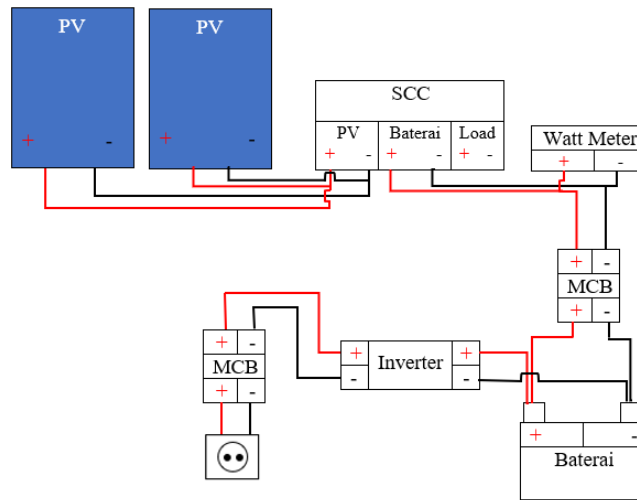 PV
PV
+ -
+ -
SCC
PV Baterai Load
+ - + - + -
Watt Meter
+ -
+ -
MCB
+ -
+ -
MCB
+ -
+ Inverter +
- -
+ -
Baterai